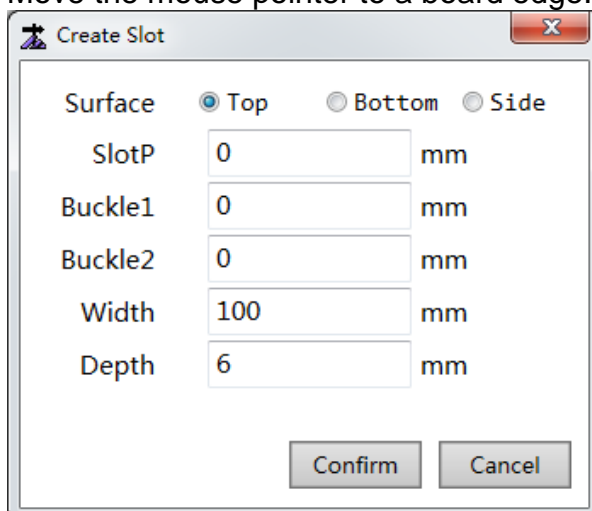 Move the mouse pointer to a board edge.
Create Slot
Surface Top Bottom Side
SlotP 0 mm
Buckle1 0 mm
Buckle2 0 mm
Width 100 mm
Depth 6 mm
Confirm Cancel